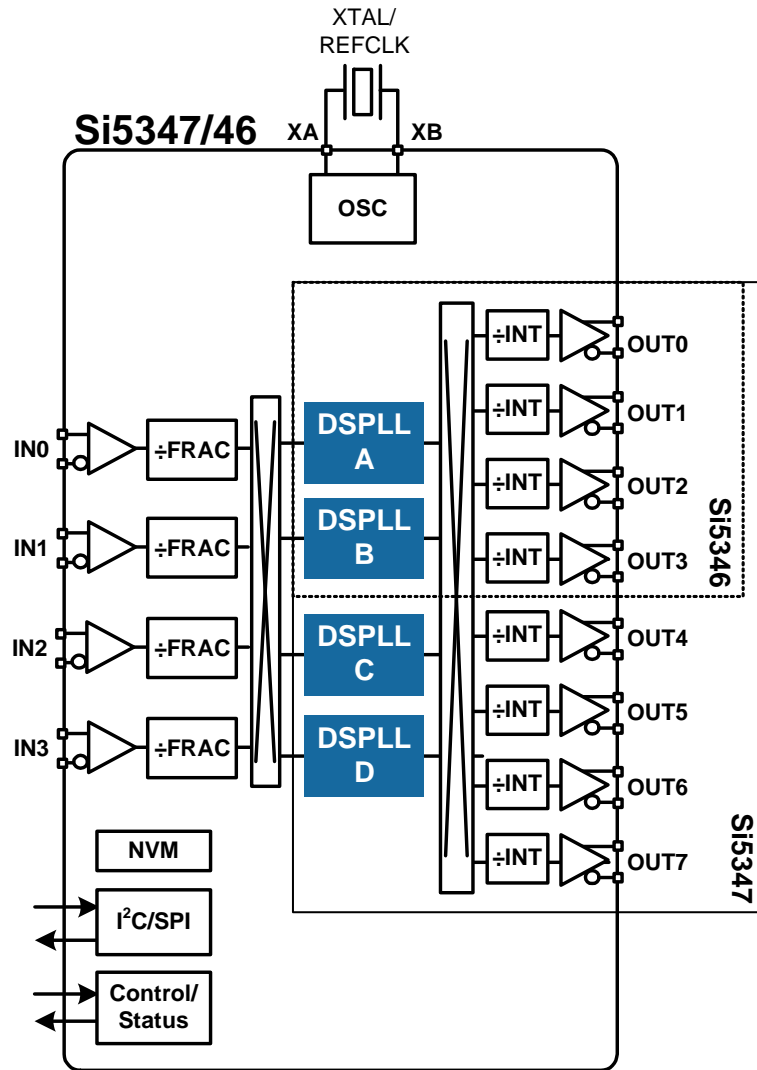 XTAL/
REFCLK
Si5347/46
XA
XB
OSC
÷INT
OUT0
÷INT
OUT1
DSPLL
A
IN0
÷FRAC
÷INT
OUT2
Si5346
DSPLL
B
IN1
÷FRAC
÷INT
OUT3
÷INT
OUT4
DSPLL
C
IN2
÷FRAC
÷INT
OUT5
DSPLL
D
IN3
÷FRAC
÷INT
OUT6
Si5347
NVM
÷INT
OUT7
I²C/SPI
Control/
Status